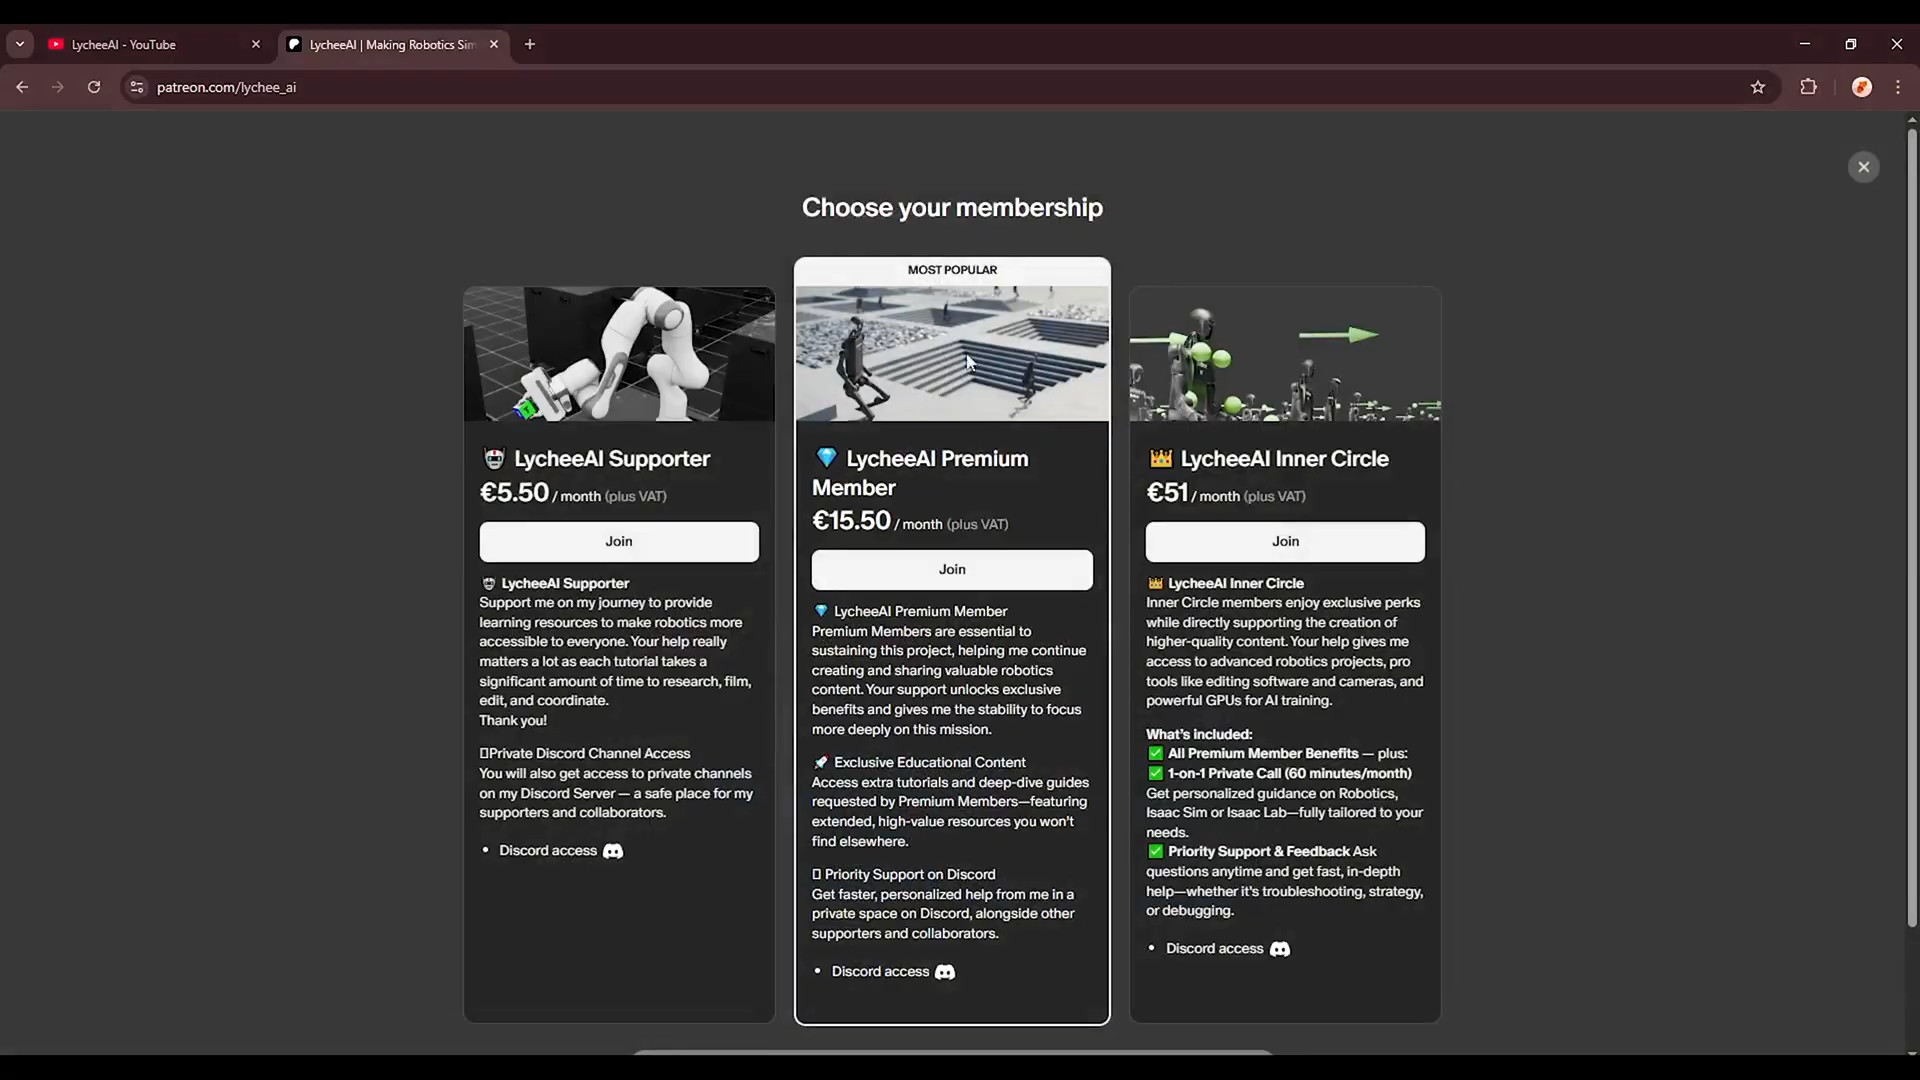 LycheeAI - YouTube
LycheeAI | Making Robotics Sim
patreon.com/lychee_ai
Choose your membership
LycheeAI Supporter
€5.50 / month (plus VAT)
Join
LycheeAI Supporter
Support me on my journey to provide
learning resources to make robotics more
accessible to everyone. Your help really
matters a lot as each tutorial takes a
significant amount of time to research, film,
edit, and coordinate.
Thank you!
Private Discord Channel Access
You will also get access to private channels
on my Discord Server — a safe place for my
supporters and collaborators.
• Discord access
MOST POPULAR
LycheeAI Premium
Member
€15.50 / month (plus VAT)
Join
LycheeAI Premium Member
Premium Members are essential to
sustaining this project, helping me continue
creating and sharing valuable robotics
content. Your support unlocks exclusive
benefits and gives me the stability to focus
more deeply on this mission.
Exclusive Educational Content
Access extra tutorials and deep-dive guides
requested by Premium Members—featuring
extended, high-value resources you won't
find elsewhere.
Priority Support on Discord
Get faster, personalized help from me in a
private space on Discord, alongside other
supporters and collaborators.
• Discord access
LycheeAI Inner Circle
€51 / month (plus VAT)
Join
LycheeAI Inner Circle
Inner Circle members enjoy exclusive perks
while directly supporting the creation of
higher-quality content. Your help gives me
access to advanced robotics projects, pro
tools like editing software and cameras, and
powerful GPUs for AI training.
What's included:
✅ All Premium Member Benefits — plus:
✅ 1-on-1 Private Call (60 minutes/month)
Get personalized guidance on Robotics,
Isaac Sim or Isaac Lab—fully tailored to your
needs.
✅ Priority Support & Feedback Ask
questions anytime and get fast, in-depth
help—whether it's troubleshooting, strategy,
or debugging.
• Discord access